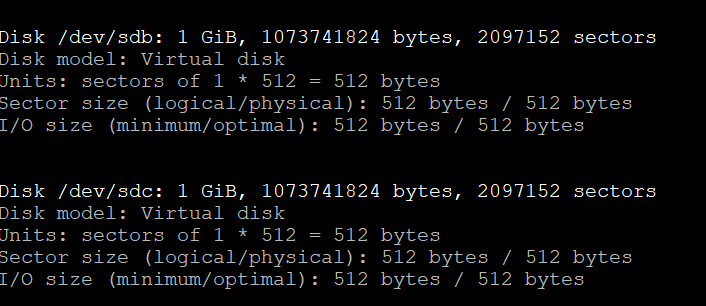 Disk /dev/sdb: 1 GiB, 1073741824 bytes, 2097152 sectors
Disk model: Virtual disk
Units: sectors of 1 * 512 = 512 bytes
Sector size (logical/physical): 512 bytes / 512 bytes
I/O size (minimum/optimal): 512 bytes / 512 bytes
Disk /dev/sdc: 1 GiB, 1073741824 bytes, 2097152 sectors
Disk model: Virtual disk
Units: sectors of 1 * 512 = 512 bytes
Sector size (logical/physical): 512 bytes / 512 bytes
I/O size (minimum/optimal): 512 bytes / 512 bytes